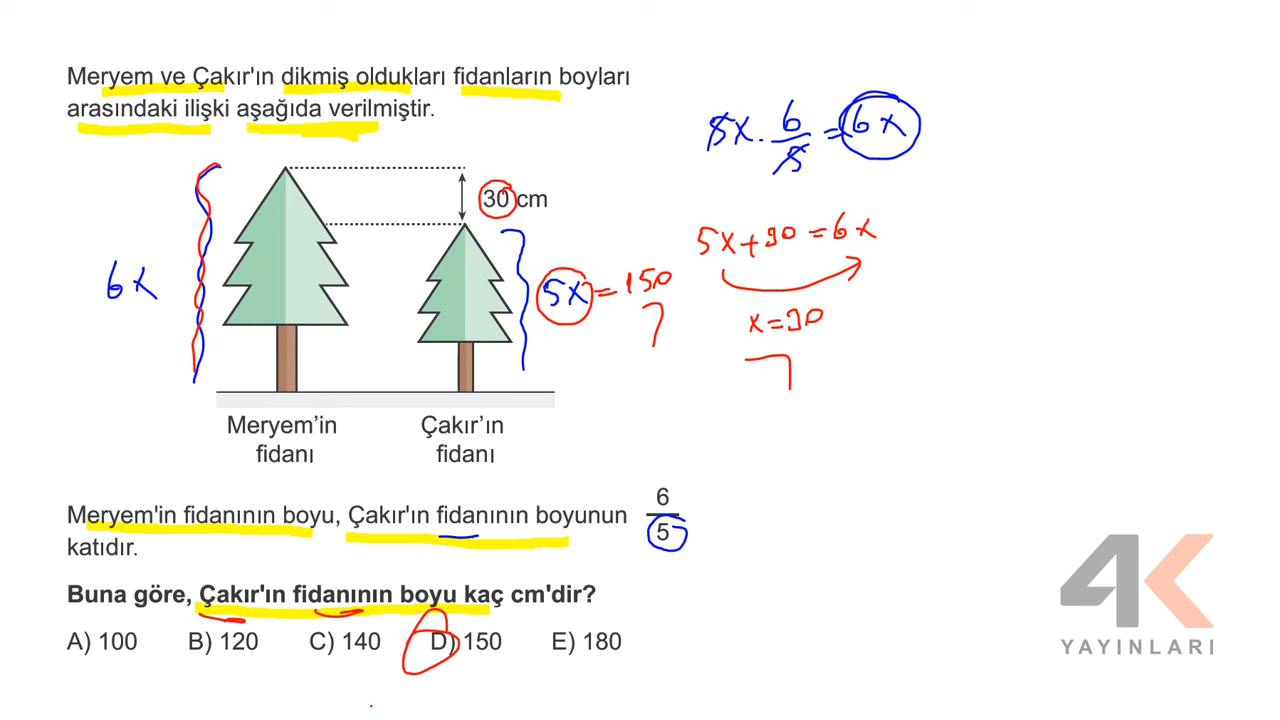 Meryem ve Çakır'ın dikmiş oldukları fidanların boyları
arasındaki ilişki aşağıda verilmiştir.
5x . 6/5 = 6x
30 cm
5x + 30 = 6x
6x
5x = 150
x = 30
Meryem’in
fidanı
Çakır’ın
fidanı
Meryem'in fidanının boyu, Çakır'ın fidanının boyunun 6/5
katıdır.
Buna göre, Çakır'ın fidanının boyu kaç cm'dir?
A) 100 B) 120 C) 140 D) 150 E) 180
4K
YAYINLARI